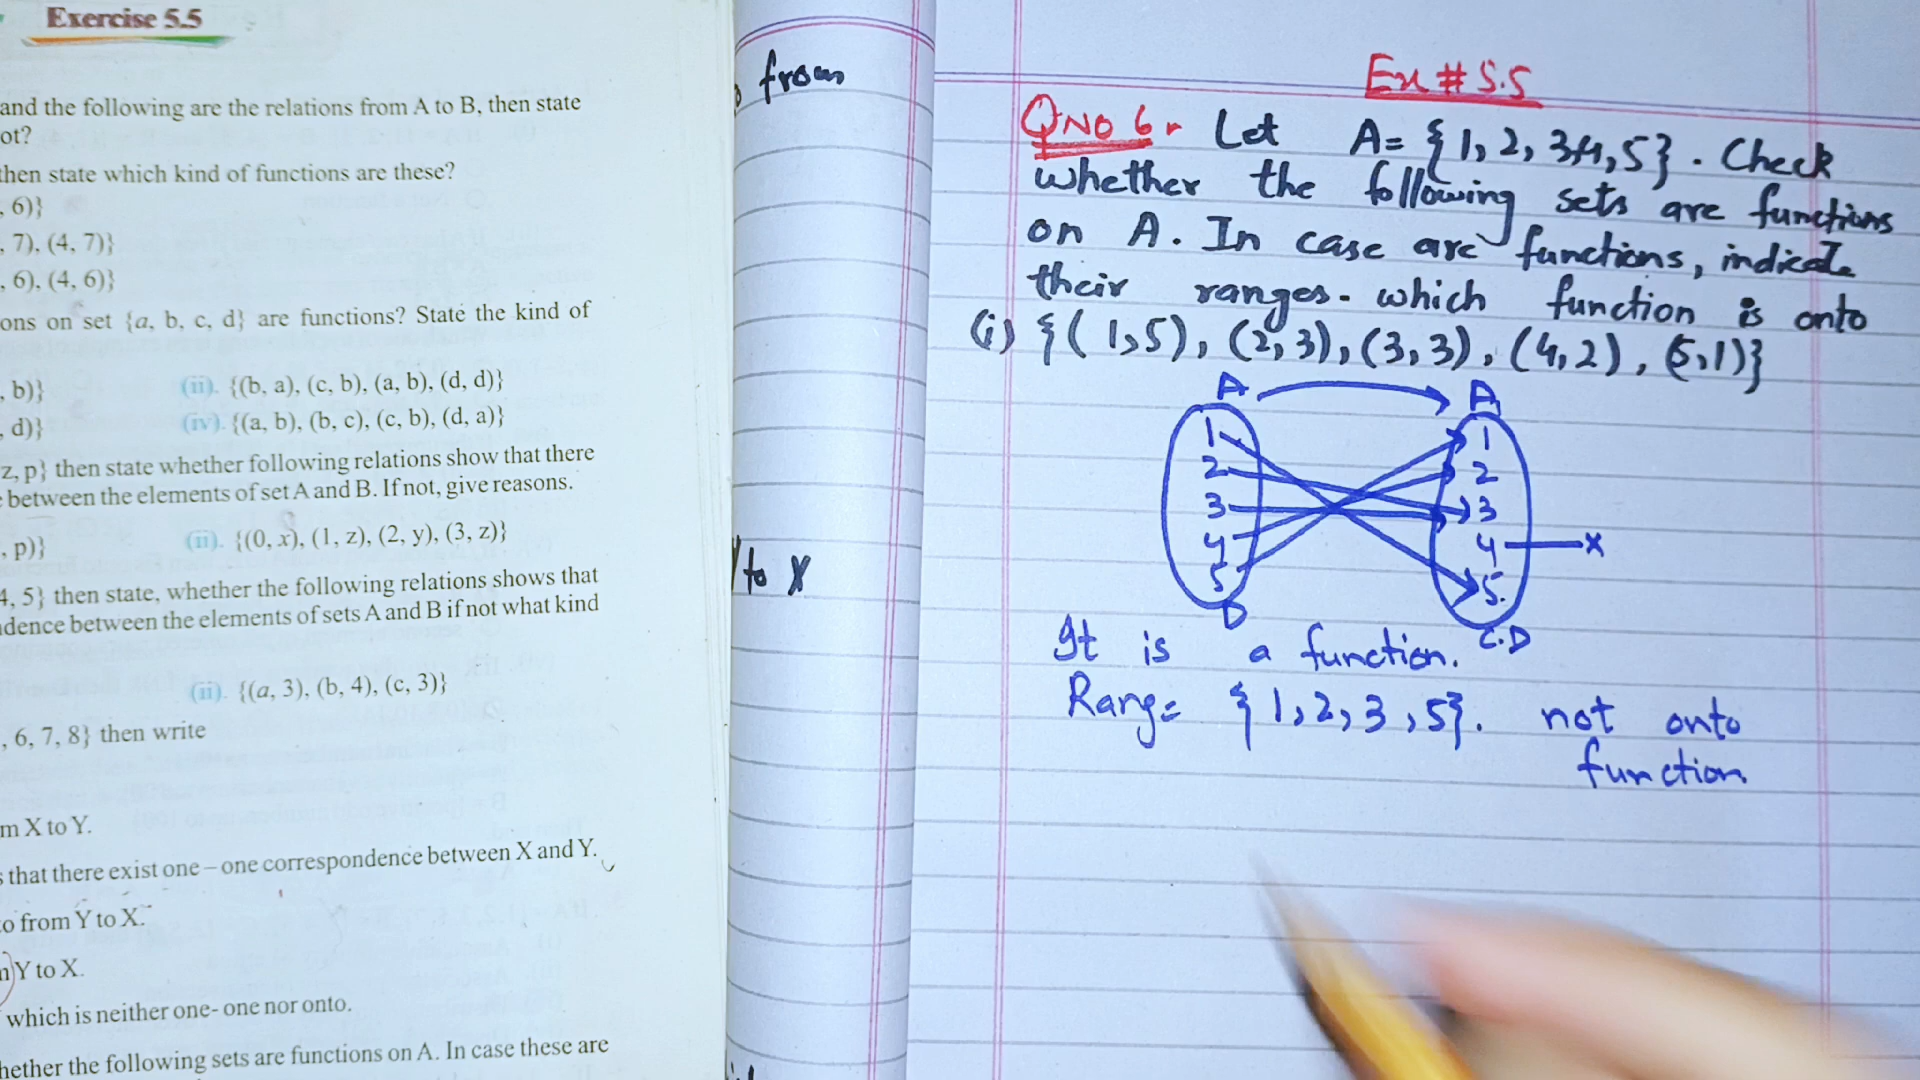 Exercise 5.5
and the following are the relations from A to B, then state
ot?
then state which kind of functions are these?
, 6)}
, 7), (4, 7)}
, 6), (4, 6)}
ons on set {a, b, c, d} are functions? State the kind of
, b)} (ii). {(b, a), (c, b), (a, b), (d, d)}
, d)} (iv). {(a, b), (b, c), (c, b), (d, a)}
z, p} then state whether following relations show that there
between the elements of set A and B. If not, give reasons.
, p)} (ii). {(0, x), (1, z), (2, y), (3, z)}
4, 5} then state, whether the following relations shows that
dence between the elements of sets A and B if not what kind
(ii). {(a, 3), (b, 4), (c, 3)}
, 6, 7, 8} then write
m X to Y.
s that there exist one – one correspondence between X and Y.
o from Y to X.
n Y to X.
which is neither one- one nor onto.
hether the following sets are functions on A. In case these are
from
to X
Ex # 5.5
QNO 6:- Let A= {1, 2, 3,4, 5}. Check
whether the following sets are functions
on A. In case are functions, indicate
their ranges. which function is onto
(i) {(1,5), (2,3), (3,3), (4,2), (5,1)}
A A
1 1
2 2
3 3
4 4 x
5 5
D C.D
It is a function.
Range {1,2,3,5}. not onto
function